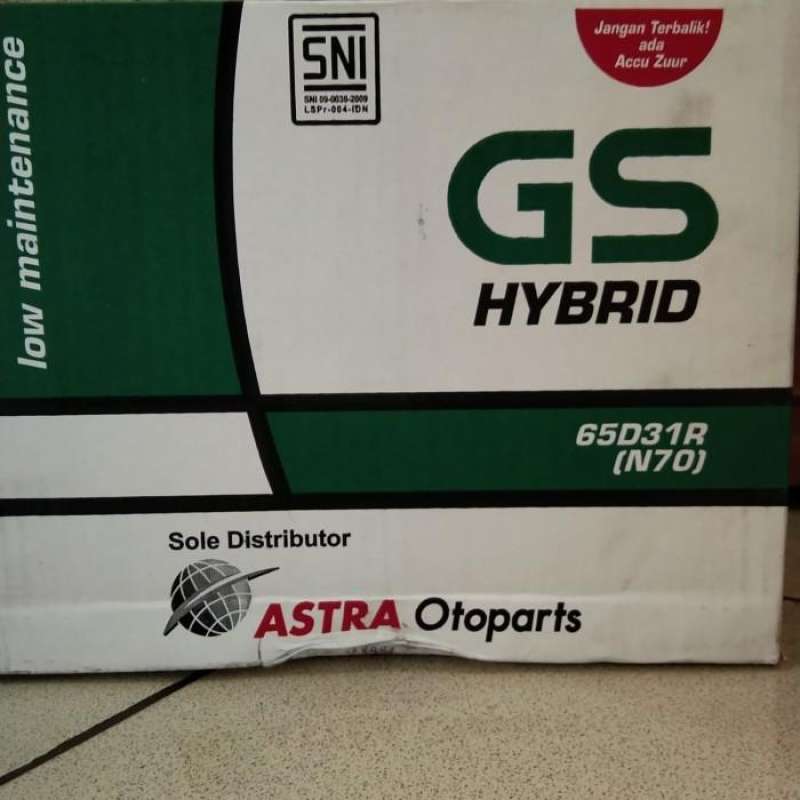 low maintenance
SNI
SNI 09-0038-2009
LSPr-004-IDN
Jangan Terbalik!
ada
Accu Zuur
GS
HYBRID
65D31R
(N70)
Sole Distributor
ASTRA Otoparts